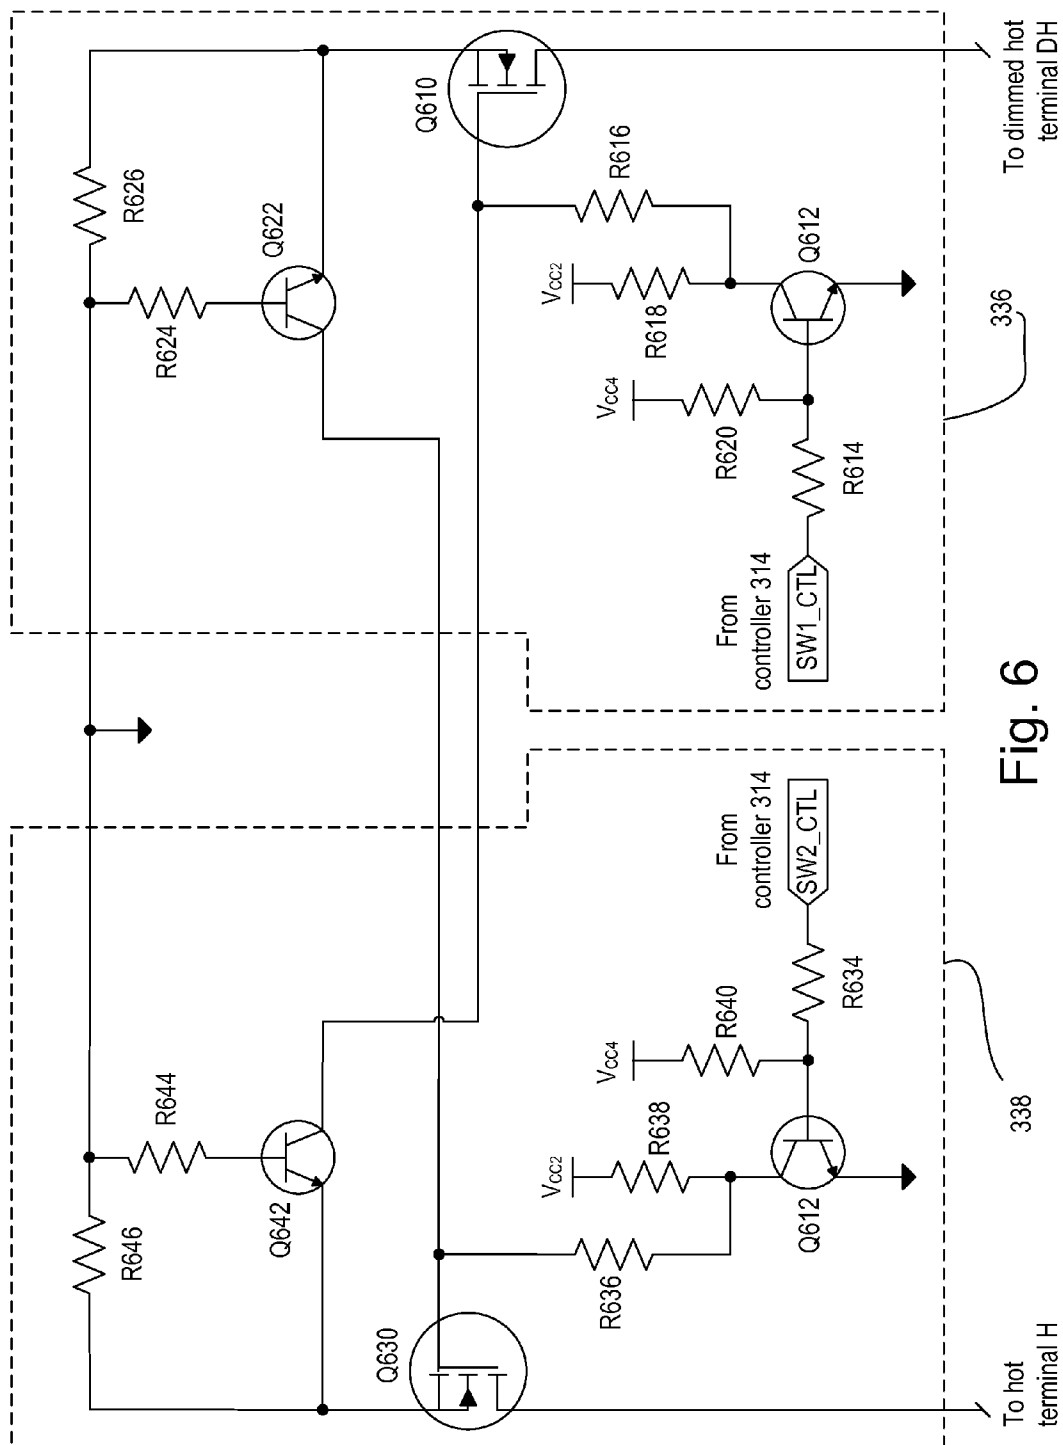 R646
R644
Q642
R626
R624
Q622
Q630
Q610
R636
VCC2
R638
VCC4
R640
Q612
R634
From
controller 314
SW2_CTL
From
controller 314
SW1_CTL
R614
VCC4
R620
VCC2
R618
R616
Q612
338
336
To hot
terminal H
To dimmed hot
terminal DH
Fig. 6